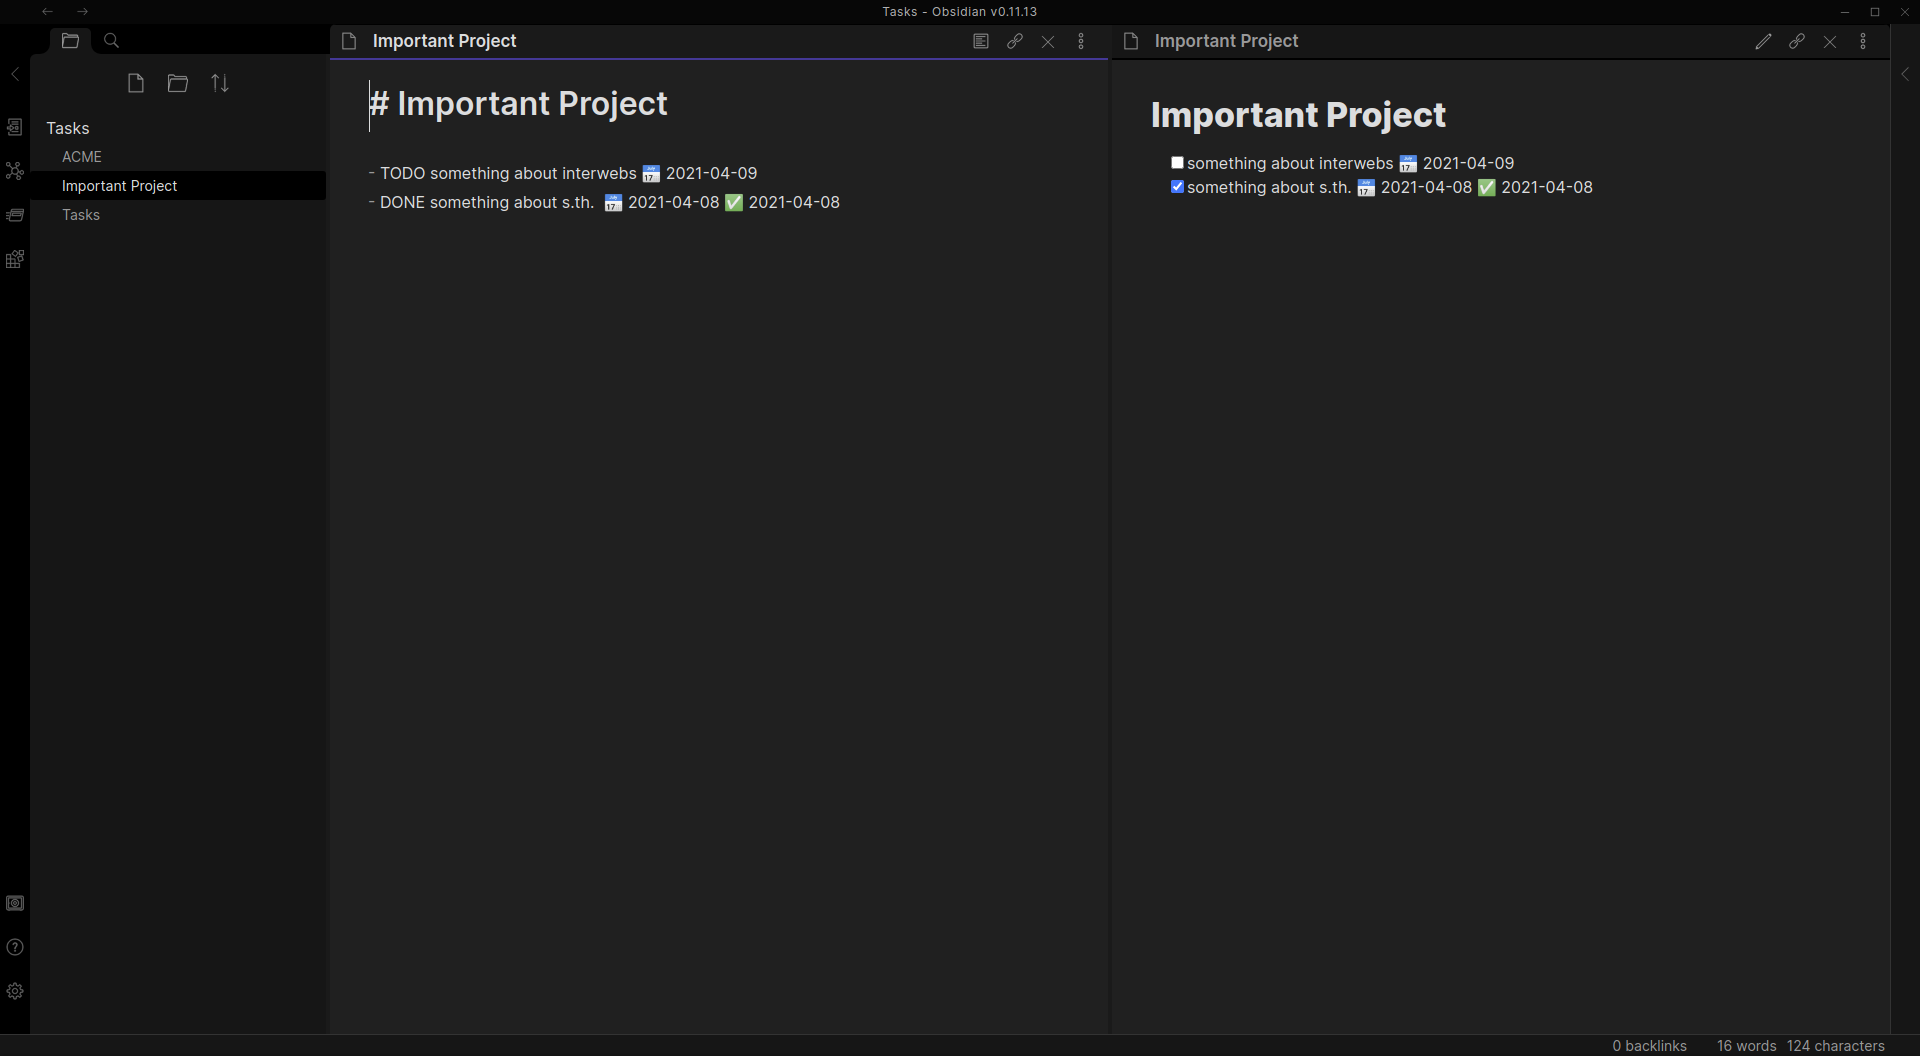 Tasks - Obsidian v0.11.13
Important Project
Important Project
Tasks
ACME
Important Project
Tasks
# Important Project
- TODO something about interwebs 📅 2021-04-09
- DONE something about s.th. 📅 2021-04-08 ✅ 2021-04-08
Important Project
something about interwebs 📅 2021-04-09
something about s.th. 📅 2021-04-08 ✅ 2021-04-08
0 backlinks 16 words 124 characters